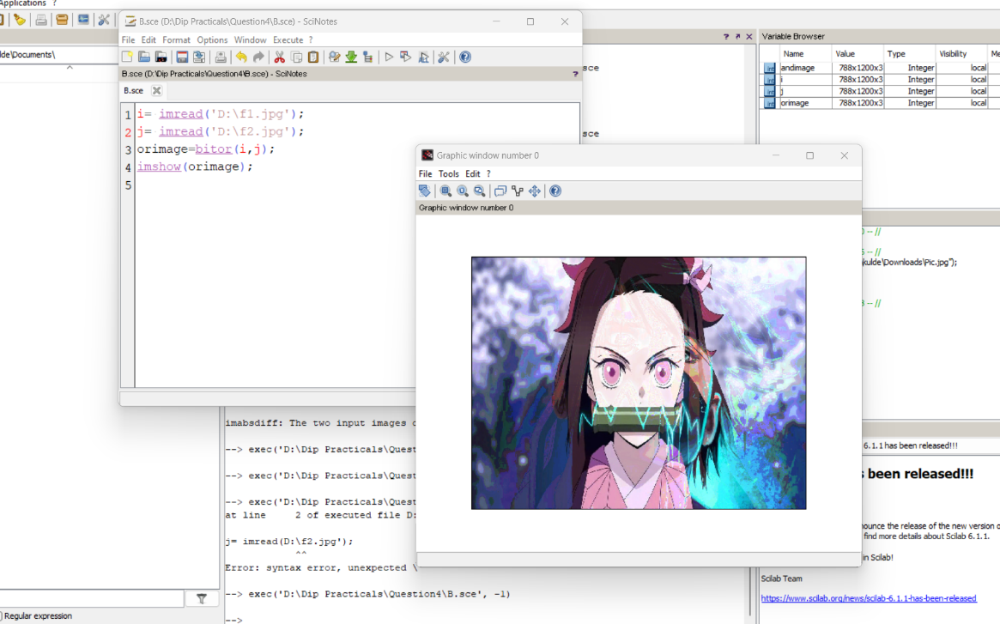 Applications ?
B.sce (D:\Dip Practicals\Question4\B.sce) - SciNotes
File Edit Format Options Window Execute ?
B.sce (D:\Dip Practicals\Question4\B.sce) - SciNotes ?
B.sce
1 i= imread('D:\f1.jpg');
2 j= imread('D:\f2.jpg');
3 orimage=bitor(i,j);
4 imshow(orimage);
5
lde\Documents\
sce
sce
? ↗ X
Variable Browser
Name Value Type Visibility Me
andimage 788x1200x3 Integer local
i 788x1200x3 Integer local
j 788x1200x3 Integer local
orimage 788x1200x3 Integer local
Graphic window number 0
File Tools Edit ?
Graphic window number 0
-- //
-- //
kulde\Downloads\Pic.jpg");
-- //
imabsdiff: The two input images
--> exec('D:\Dip Practicals\Quest
--> exec('D:\Dip Practicals\Quest
--> exec('D:\Dip Practicals\Quest
at line 2 of executed file D:
j= imread(D:\f2.jpg');
^^
Error: syntax error, unexpected \
--> exec('D:\Dip Practicals\Question4\B.sce', -1)
-->
Regular expression
6.1.1 has been released!!!
s been released!!!
ounce the release of the new version o
find more details about Scilab 6.1.1.
in Scilab!
Scilab Team
https://www.scilab.org/news/scilab-6.1.1-has-been-released